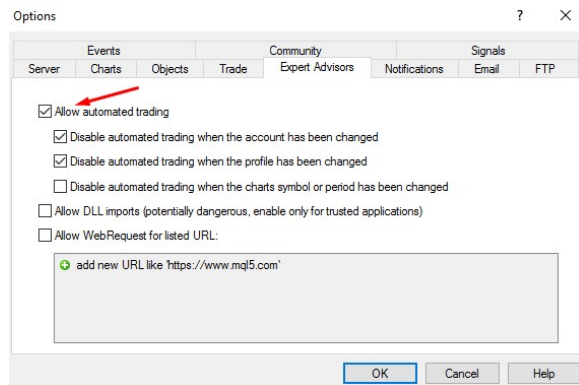 Options ?
Events Community Signals
Server Charts Objects Trade Expert Advisors Notifications Email FTP
Allow automated trading
Disable automated trading when the account has been changed
Disable automated trading when the profile has been changed
Disable automated trading when the charts symbol or period has been changed
Allow DLL imports (potentially dangerous, enable only for trusted applications)
Allow WebRequest for listed URL:
add new URL like 'https://www.mql5.com'
OK Cancel Help